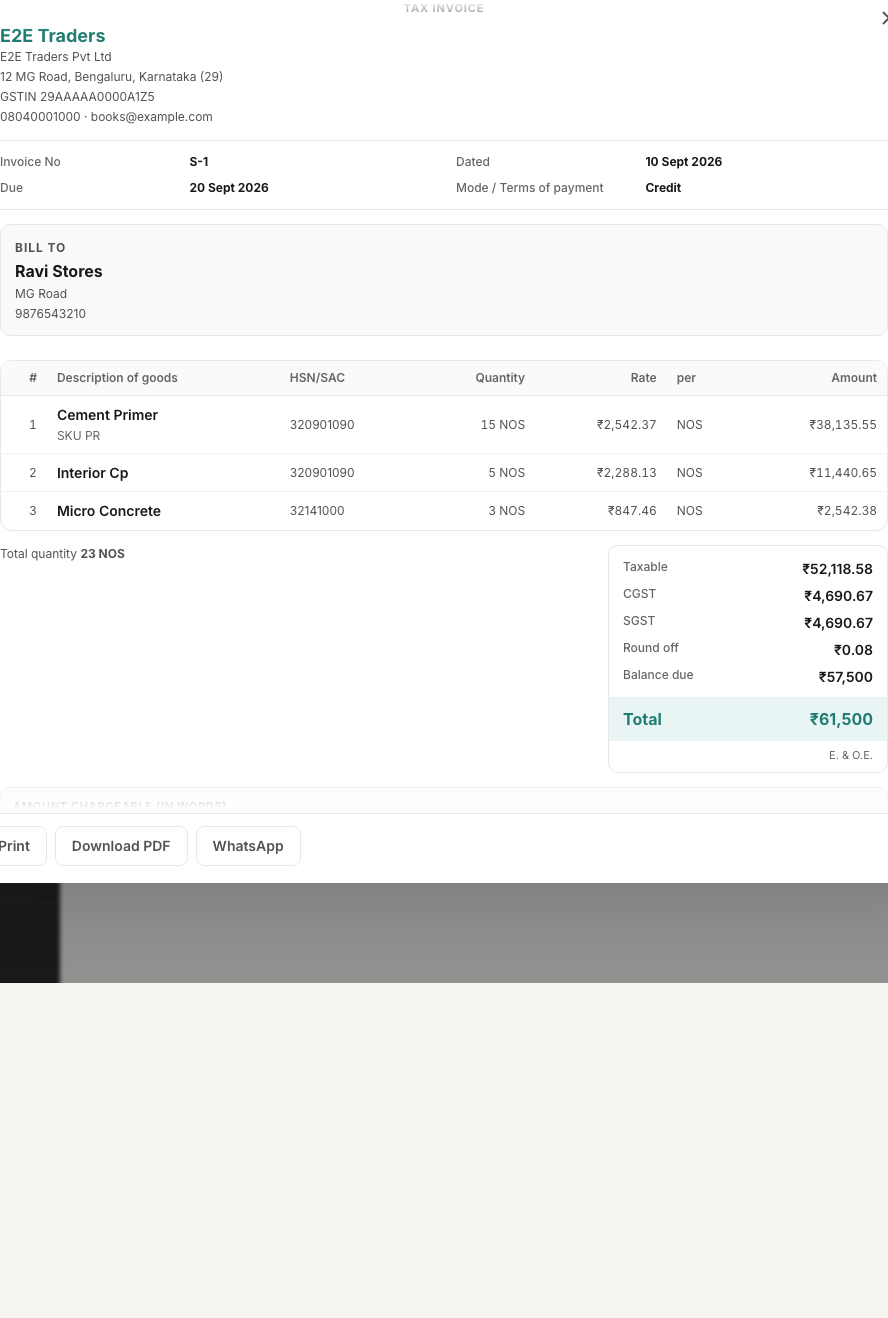 TAX INVOICE
E2E Traders
E2E Traders Pvt Ltd
12 MG Road, Bengaluru, Karnataka (29)
GSTIN 29AAAAA0000A1Z5
08040001000 · books@example.com
Invoice No S-1 Dated 10 Sept 2026
Due 20 Sept 2026 Mode / Terms of payment Credit
BILL TO
Ravi Stores
MG Road
9876543210
# Description of goods HSN/SAC Quantity Rate per Amount
1 Cement Primer 320901090 15 NOS ₹2,542.37 NOS ₹38,135.55
SKU PR
2 Interior Cp 320901090 5 NOS ₹2,288.13 NOS ₹11,440.65
3 Micro Concrete 32141000 3 NOS ₹847.46 NOS ₹2,542.38
Total quantity 23 NOS
Taxable ₹52,118.58
CGST ₹4,690.67
SGST ₹4,690.67
Round off ₹0.08
Balance due ₹57,500
Total ₹61,500
E. & O.E.
AMOUNT CHARGEABLE (IN WORDS)
Print Download PDF WhatsApp